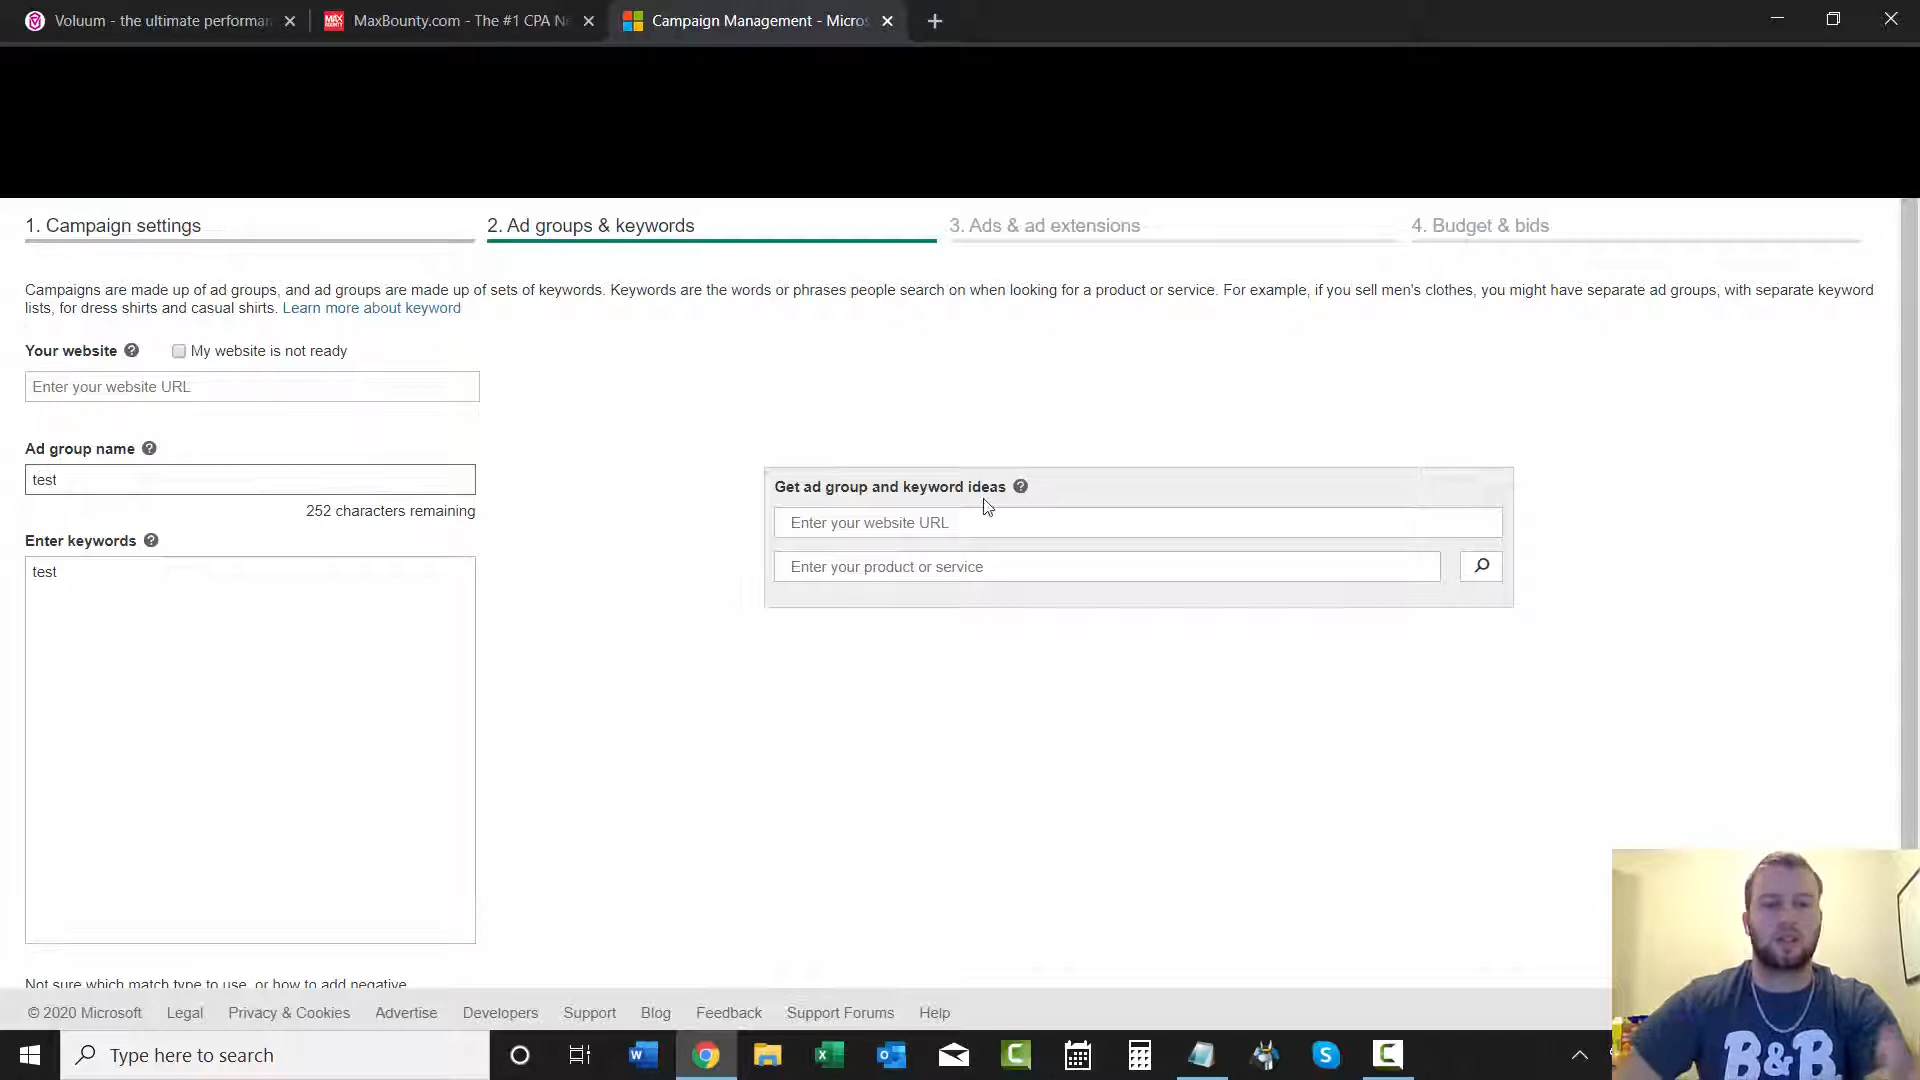 Voluum - the ultimate performan
MaxBounty.com - The #1 CPA Ne
Campaign Management - Micros
1. Campaign settings
2. Ad groups & keywords
3. Ads & ad extensions
4. Budget & bids
Campaigns are made up of ad groups, and ad groups are made up of sets of keywords. Keywords are the words or phrases people search on when looking for a product or service. For example, if you sell men's clothes, you might have separate ad groups, with separate keyword
lists, for dress shirts and casual shirts. Learn more about keyword
Your website
My website is not ready
Enter your website URL
Ad group name
test
252 characters remaining
Enter keywords
test
Get ad group and keyword ideas
Enter your website URL
Enter your product or service
Not sure which match type to use, or how to add negative
© 2020 Microsoft Legal Privacy & Cookies Advertise Developers Support Blog Feedback Support Forums Help
Type here to search
B&B